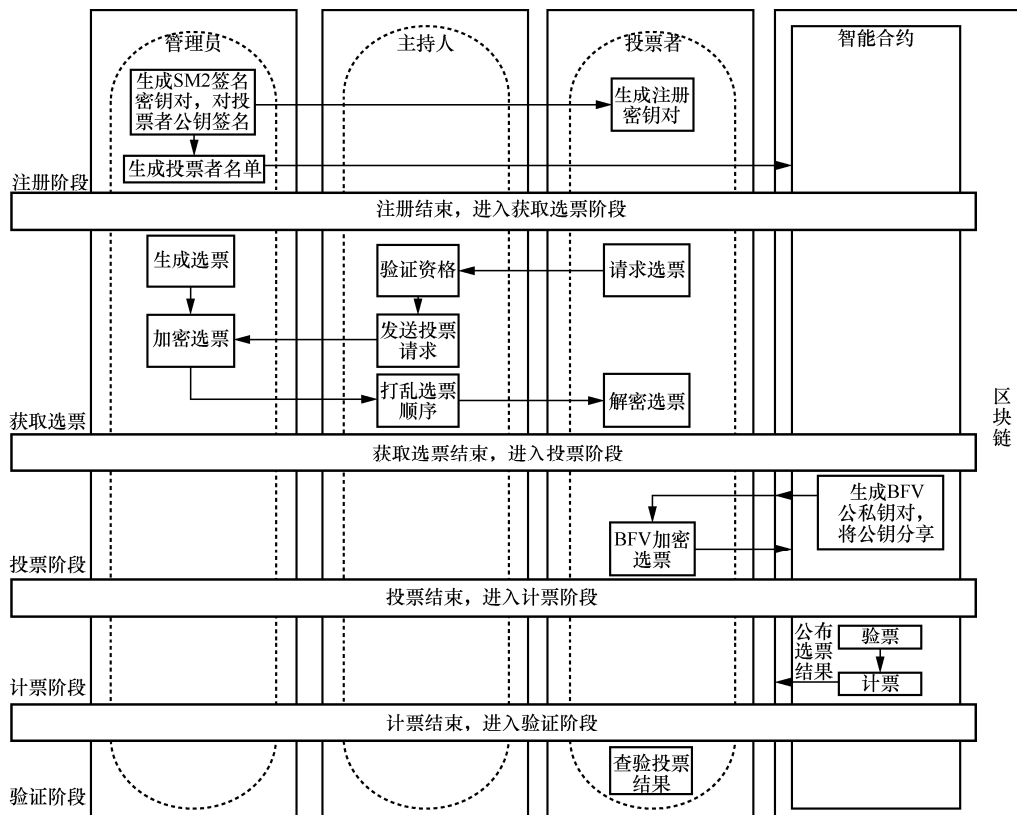 管理员
主持人
投票者
智能合约
生成SM2签名
密钥对，对投
票者公钥签名
生成注册
密钥对
生成投票者名单
注册阶段
注册结束，进入获取选票阶段
生成选票
验证资格
请求选票
加密选票
发送投票
请求
打乱选票
顺序
解密选票
区
块
链
获取选票
获取选票结束，进入投票阶段
生成BFV
公私钥对，
将公钥分享
BFV加密
选票
投票阶段
投票结束，进入计票阶段
公布
选票
结果
验票
计票
计票阶段
计票结束，进入验证阶段
查验投票
结果
验证阶段